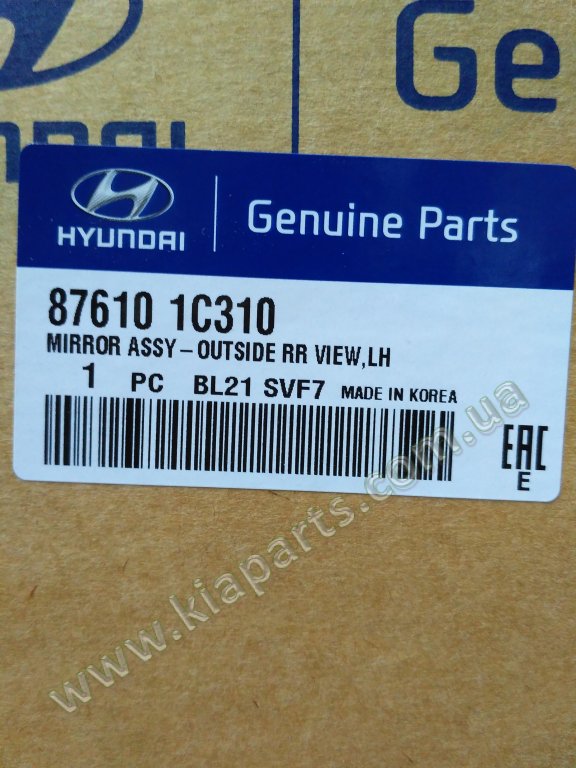 Ge
HYUNDAI
Genuine Parts
87610 1C310
MIRROR ASSY-OUTSIDE RR VIEW,LH
1 PC BL21 SVF7 MADE IN KOREA
EAC
E
www.kiaparts.com.ua